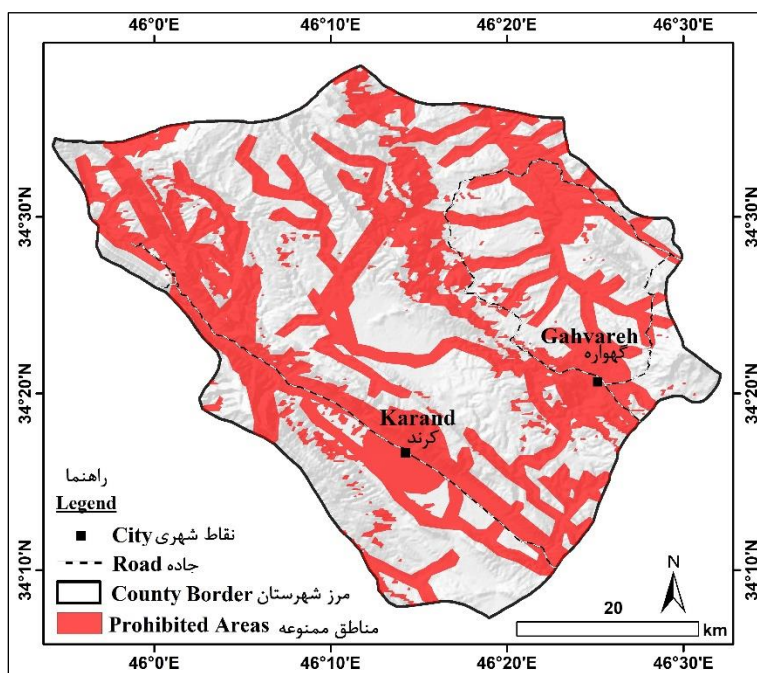 46°0'E 46°10'E 46°20'E 46°30'E
34°30'N 34°30'N
Gahvareh
گهواره
34°20'N 34°20'N
Karand
کرند
راهنما
Legend
City نقاط شهری
Road جاده
County Border مرز شهرستان
Prohibited Areas مناطق ممنوعه
34°10'N 34°10'N
N
20
km
46°0'E 46°10'E 46°20'E 46°30'E